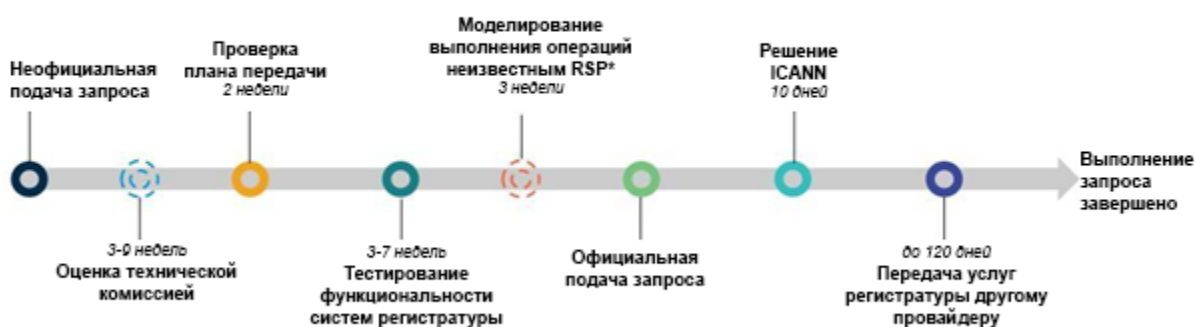 Неофициальная
подача запроса
3-9 недель
Оценка технической
комиссией
Проверка
плана передачи
2 недели
3-7 недель
Тестирование
функциональности
систем регистратуры
Моделирование
выполнения операций
неизвестным RSP*
3 недели
Официальная
подача запроса
Решение
ICANN
10 дней
до 120 дней
Передача услуг
регистратуры другому
провайдеру
Выполнение
запроса
завершено